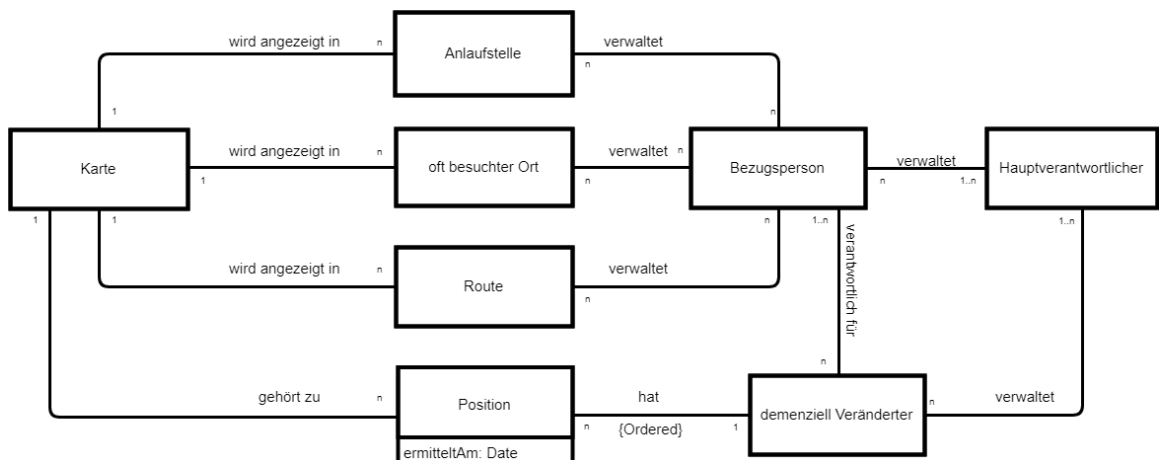 wird angezeigt in n Anlaufstelle verwaltet
n
1 n
Karte wird angezeigt in n oft besuchter Ort verwaltet n Bezugsperson verwaltet Hauptverantwortlicher
1 n n 1..n
1 1 n 1..n 1..n
wird angezeigt in n Route verwaltet verantwortlich für
n
n
gehört zu n Position hat demenziell Veränderter n verwaltet
n {Ordered} 1
ermitteltAm: Date